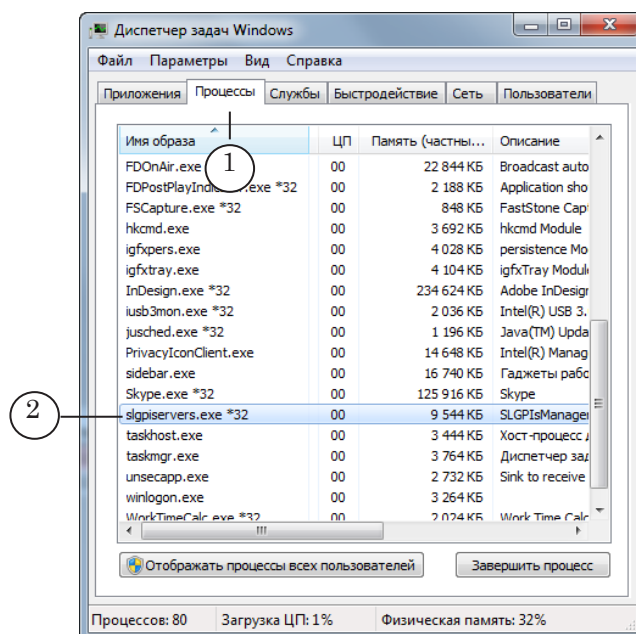 Диспетчер задач Windows
Файл Параметры Вид Справка
Приложения Процессы Службы Быстродействие Сеть Пользователи
Имя образа ЦП Память (частны... Описание
1
FDOnAir.exe 00 22 844 КБ Broadcast auto
FDPostPlayIndi .exe *32 00 2 188 КБ Application sho
FSCapture.exe *32 00 848 КБ FastStone Cap
hkcmd.exe 00 3 692 КБ hkcmd Module
igfxpers.exe 00 4 028 КБ persistence Mo
igfxtray.exe 00 4 104 КБ igfxTray Modul
InDesign.exe *32 00 234 624 КБ Adobe InDesign
iusb3mon.exe *32 00 2 036 КБ Intel(R) USB 3.
jusched.exe *32 00 1 196 КБ Java(TM) Upda
PrivacyIconClient.exe 00 14 648 КБ Intel(R) Manag
sidebar.exe 00 16 740 КБ Гаджеты рабо
Skype.exe *32 00 125 916 КБ Skype
2
slgpiservers.exe *32 00 9 544 КБ SLGPIsManager
taskhost.exe 00 3 444 КБ Хост-процесс
taskmgr.exe 00 3 764 КБ Диспетчер зад
unsecapp.exe 00 2 732 КБ Sink to receive
winlogon.exe 00 3 264 КБ
WorkTimeCalc.exe *32 00 2 024 КБ Work Time Calc
Отображать процессы всех пользователей Завершить процесс
Процессов: 80 Загрузка ЦП: 1% Физическая память: 32%